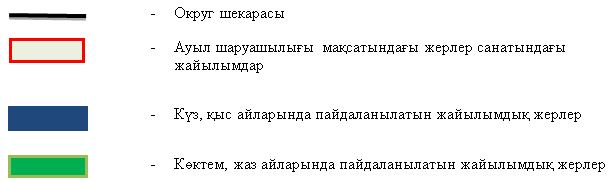 - Округ шекарасы
- Ауыл шаруашылығы мақсатындағы жерлер санатындағы
жайылымдар
- Күз, қыс айларында пайдаланылатын жайылымдық жерлер
- Көктем, жаз айларында пайдаланылатын жайылымдық жерлер